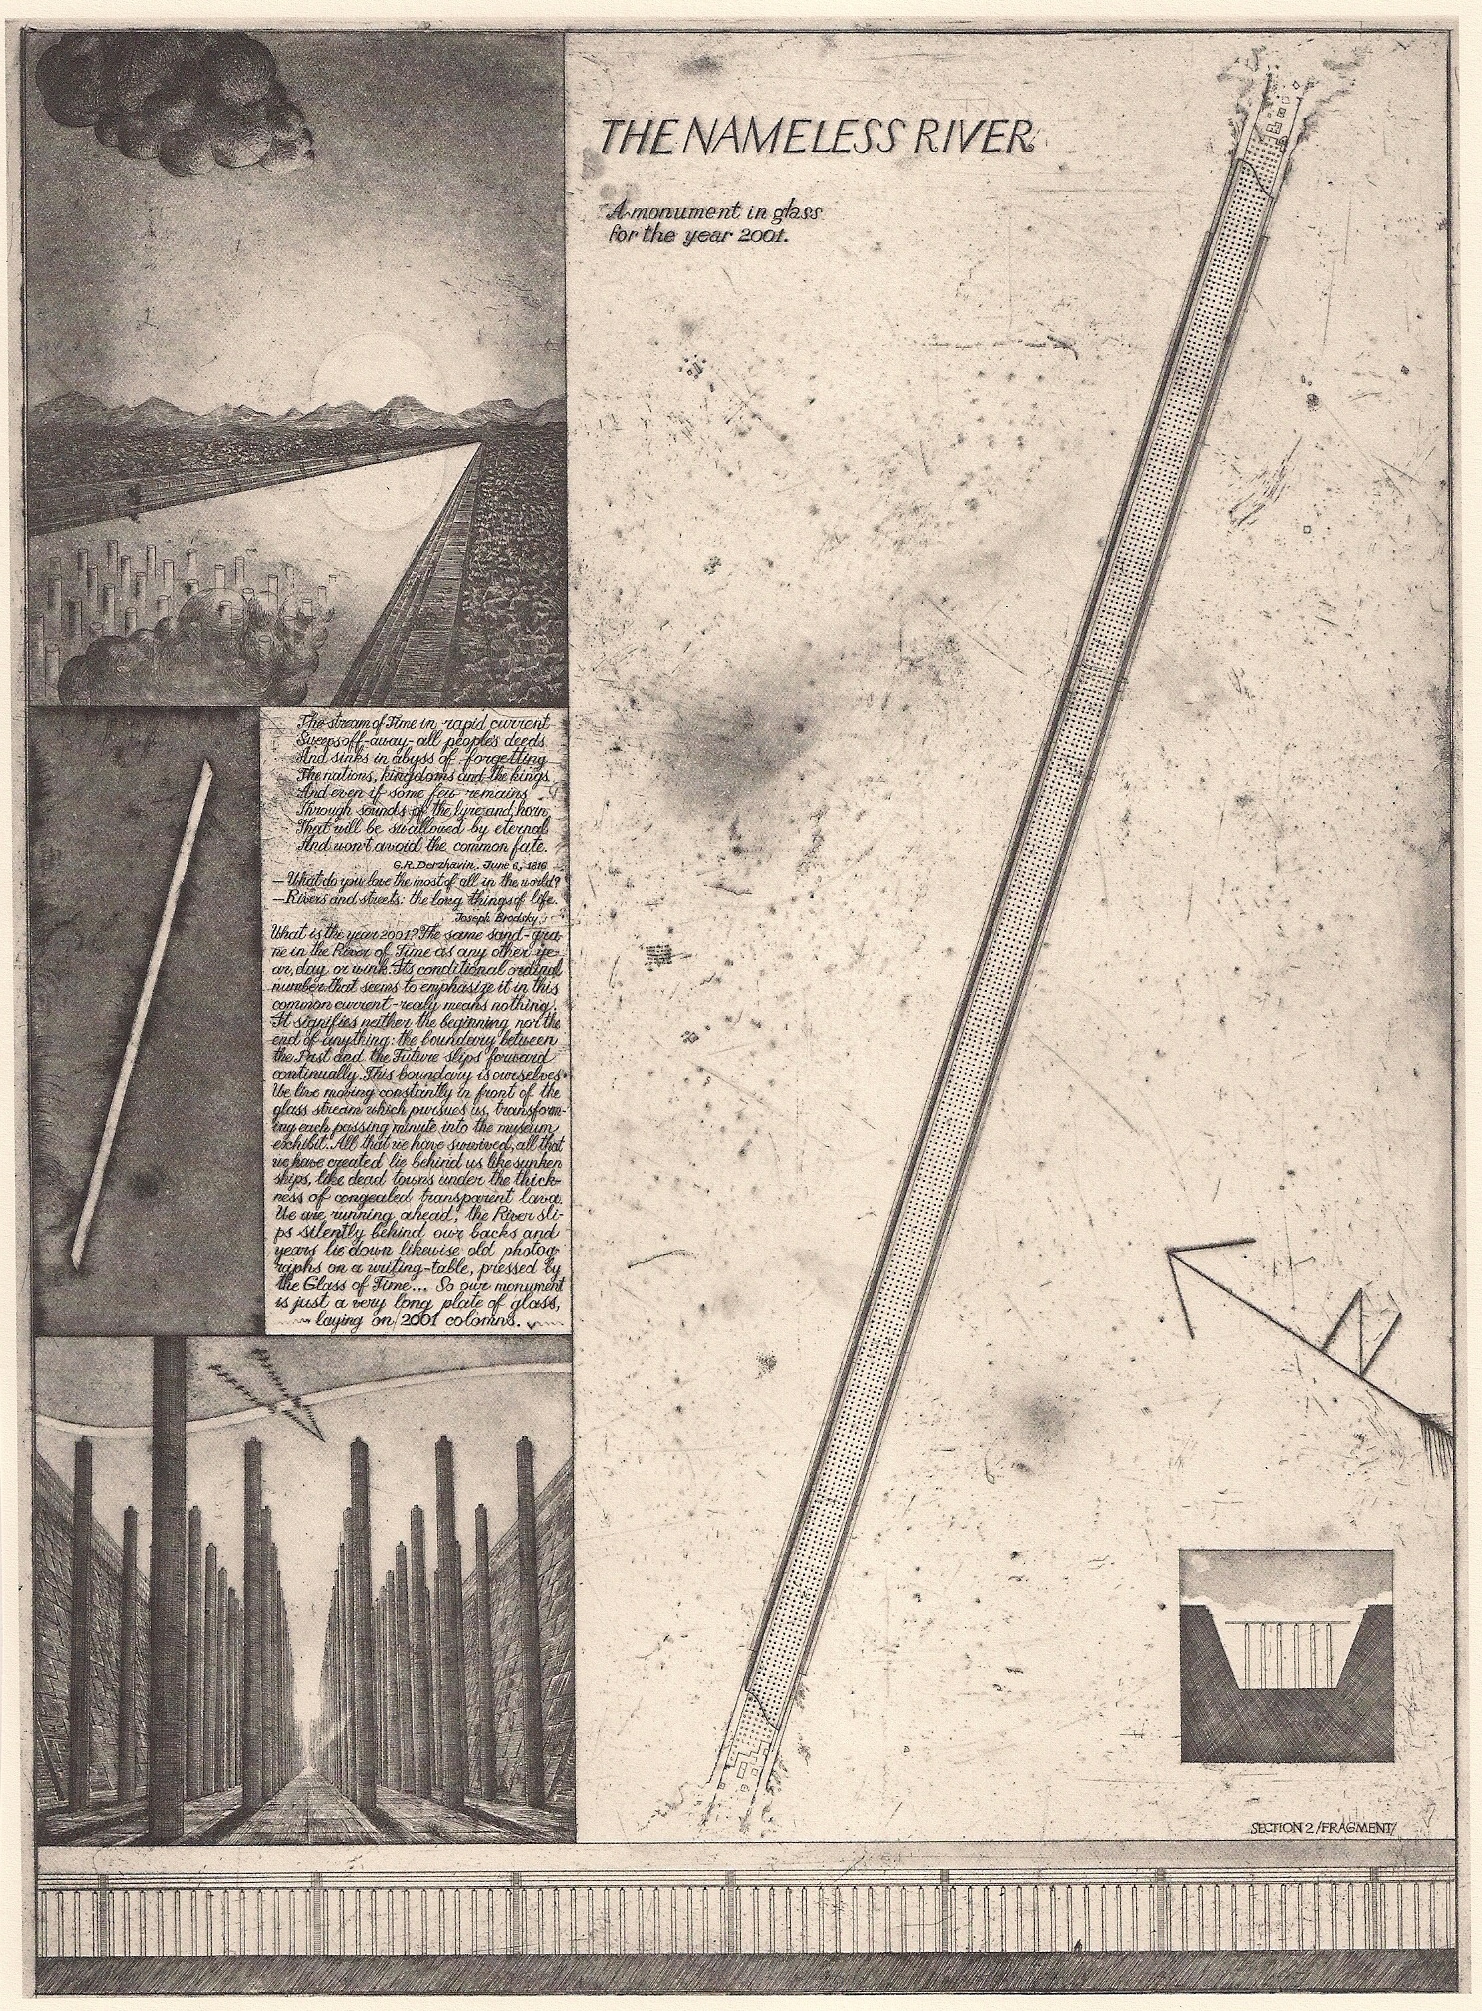 THE NAMELESS RIVER
A monument in glass
for the year 2001.
The stream of Time in rapid current
Sweeps off-away-all people's deeds
And sinks in abyss of forgetting
The nations, kingdoms and the kings
And even if some few remains
Through sounds of the lyre and horn,
That will be swallowed by eternal
And won't avoid the common fate.
G.R.Derzhavin. June 6, 1816
— What do you love the most of all in the world?
— Rivers and streets: the long things of life.
Joseph Brodsky.
What is the year 2001? The same sand-gra-
ne in the River of Time as any other ye-
ar, day or wink. Its conditional ordinal
number that seems to emphasize it in this
common current - realy means nothing.
It signifies neither the beginning nor the
end of anything: the boundery between
the Past and the Future slips forward
continually. This boundary is ourselves.
We live moving constantly in front of the
glass stream which pursues us, transform-
ing each passing minute into the museum
exhibit. All that we have survived, all that
we have created lie behind us like sunken
ships, like dead towns under the thick-
ness of congealed transparent lava.
We are running ahead, the River sli-
ps silently behind our backs and
years lie down likewise old photog-
raphs on a writing-table, pressed by
the Glass of Time... So our monument
is just a very long plate of glass,
laying on 2001 colomns.
N
SECTION 2 /FRAGMENT/